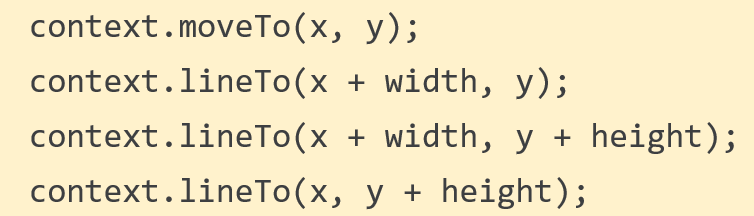 context.moveTo(x, y);
context.lineTo(x + width, y);
context.lineTo(x + width, y + height);
context.lineTo(x, y + height);